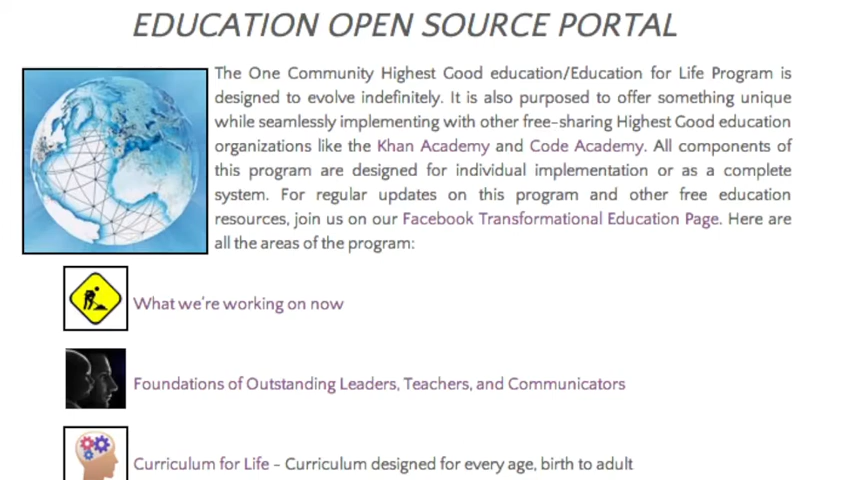 EDUCATION OPEN SOURCE PORTAL
The One Community Highest Good education/Education for Life Program is
designed to evolve indefinitely. It is also purposed to offer something unique
while seamlessly implementing with other free-sharing Highest Good education
organizations like the Khan Academy and Code Academy. All components of
this program are designed for individual implementation or as a complete
system. For regular updates on this program and other free education
resources, join us on our Facebook Transformational Education Page. Here are
all the areas of the program:
What we're working on now
Foundations of Outstanding Leaders, Teachers, and Communicators
Curriculum for Life - Curriculum designed for every age, birth to adult